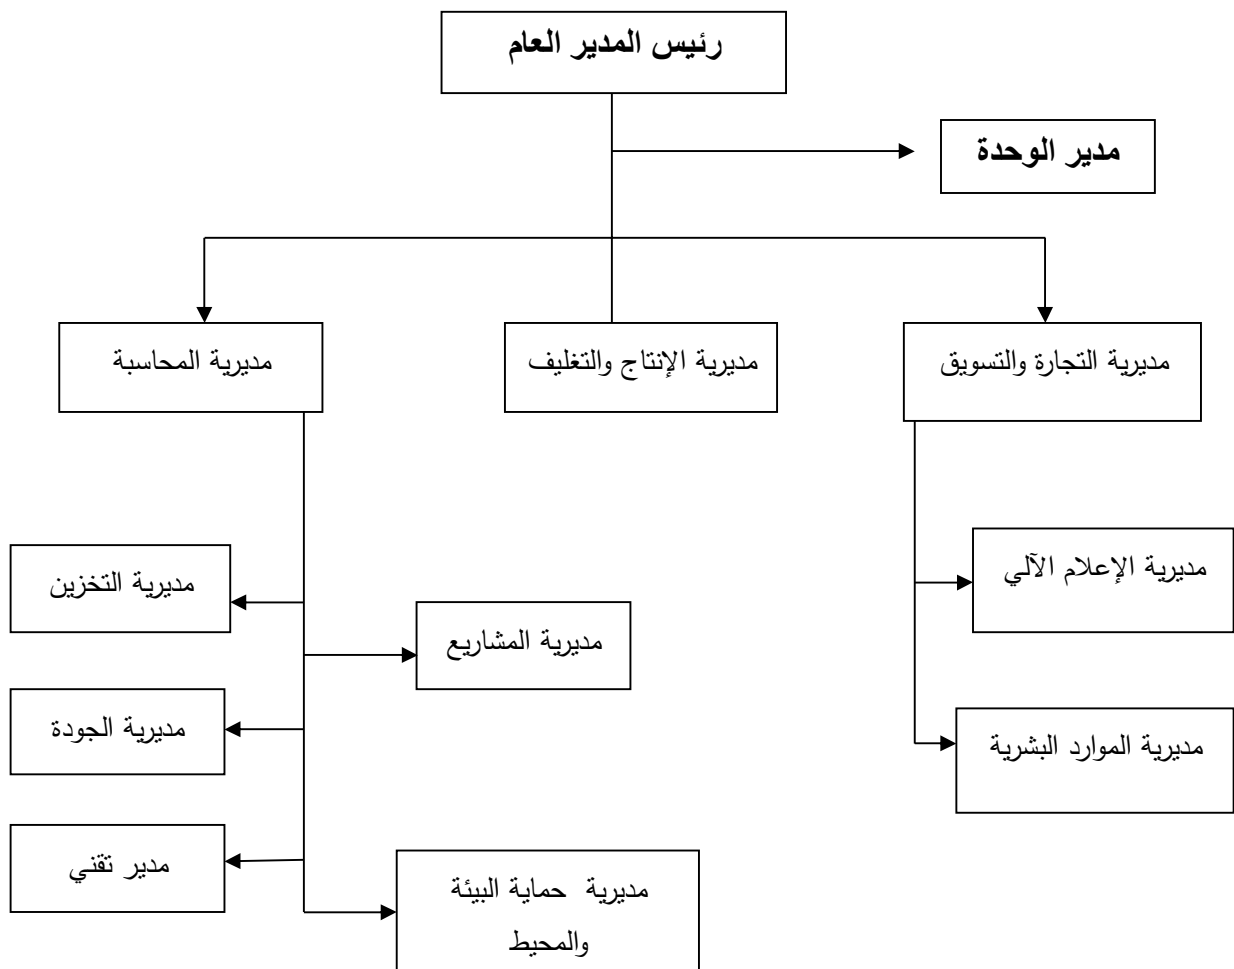 رئيس المدير العام
مدير الوحدة
مديرية التجارة والتسويق
مديرية الإنتاج والتغليف
مديرية المحاسبة
مديرية الإعلام الآلي
مديرية التخزين
مديرية المشاريع
مديرية الموارد البشرية
مديرية الجودة
مدير تقني
مديرية حماية البيئة
والمحيط